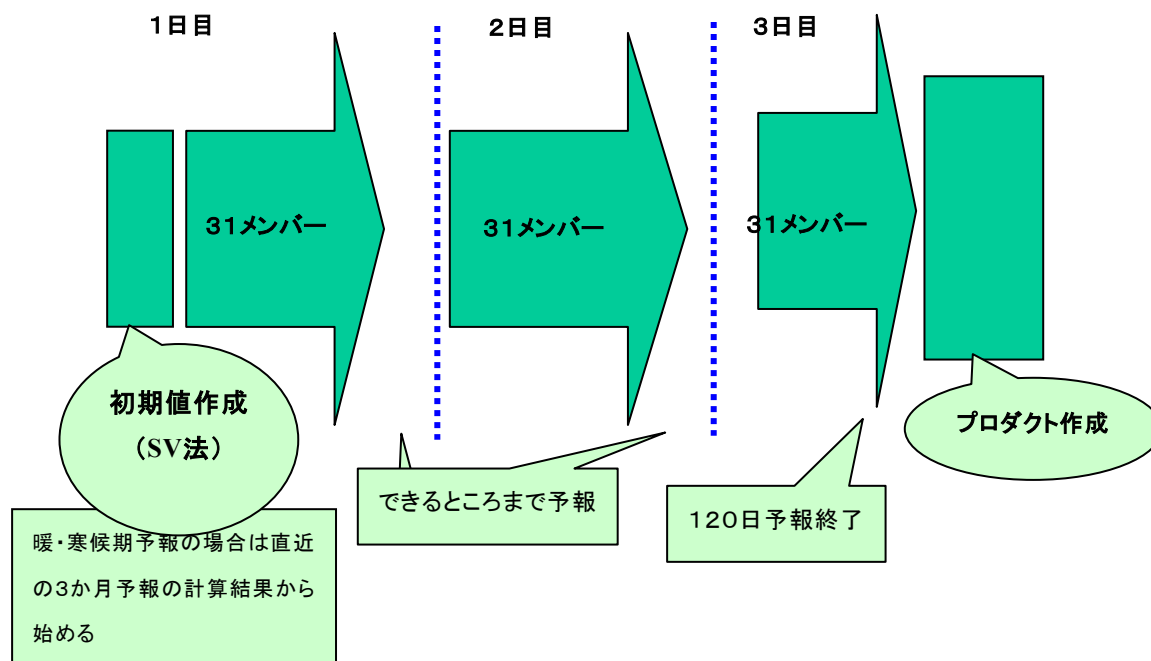 1日目
2日目
3日目
31メンバー
31メンバー
31メンバー
初期値作成
（SV法）
プロダクト作成
できるところまで予報
120日予報終了
暖・寒候期予報の場合は直近
の3か月予報の計算結果から
始める